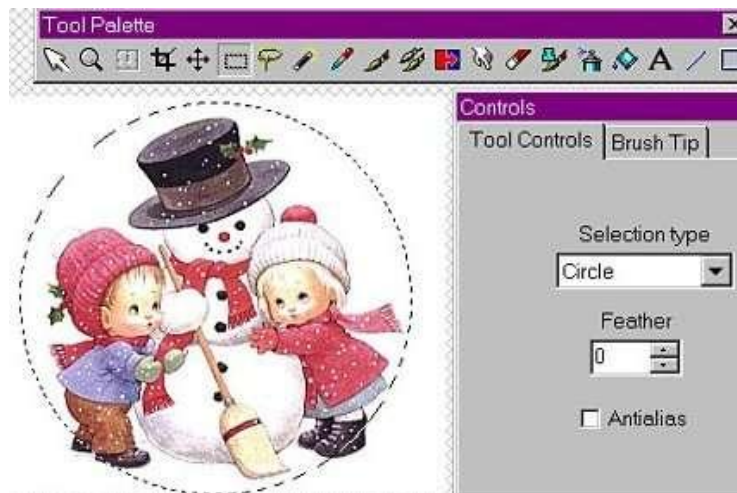 Tool Palette
A
Controls
Tool Controls
Brush Tip
Selection type
Circle
Feather
0
Antialias